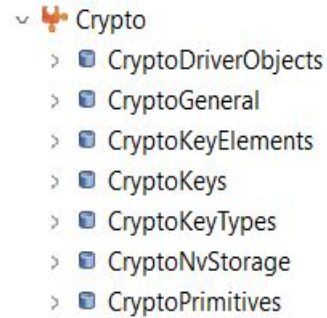 Crypto
CryptoDriverObjects
CryptoGeneral
CryptoKeyElements
CryptoKeys
CryptoKeyTypes
CryptoNvStorage
CryptoPrimitives